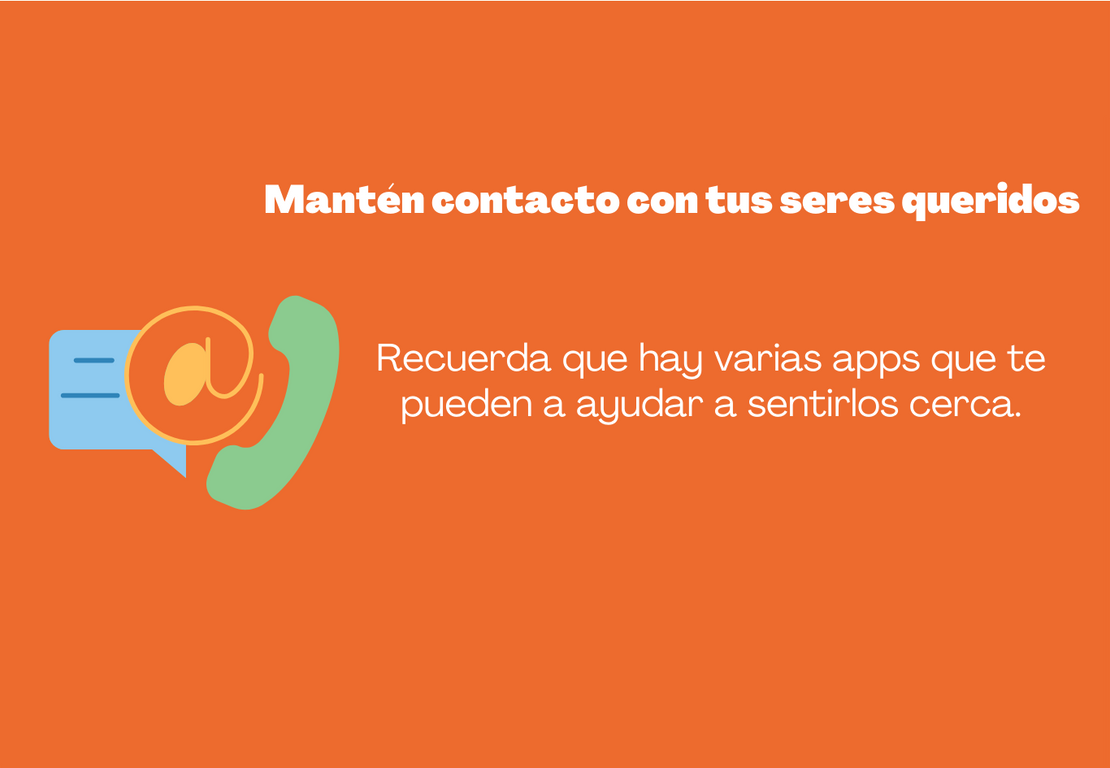 Mantén contacto con tus seres queridos
@
Recuerda que hay varias apps que te
pueden a ayudar a sentirlos cerca.